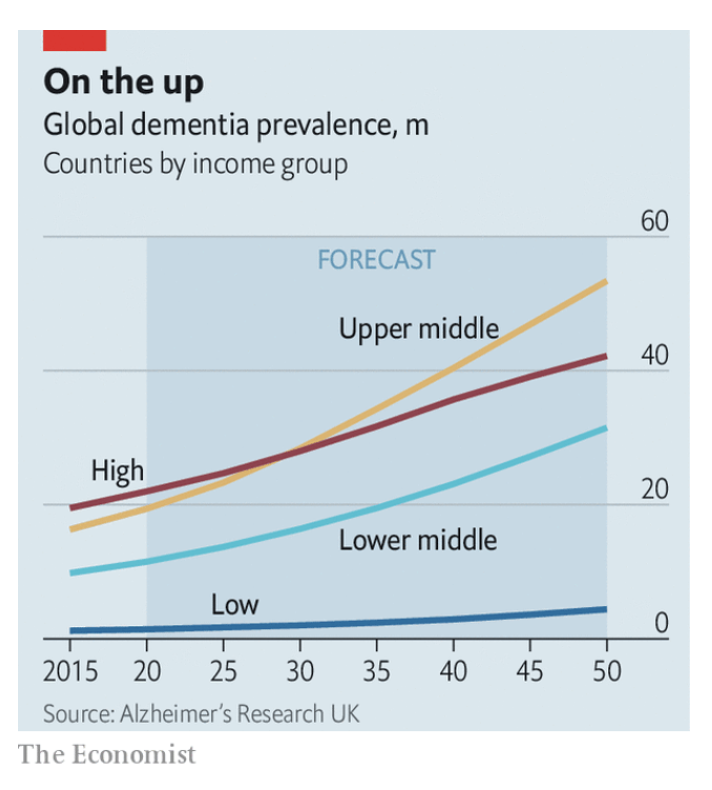 On the up
Global dementia prevalence, m
Countries by income group
60
FORECAST
Upper middle
40
High
20
Lower middle
Low
0
2015 20 25 30 35 40 45 50
Source: Alzheimer’s Research UK
The Economist